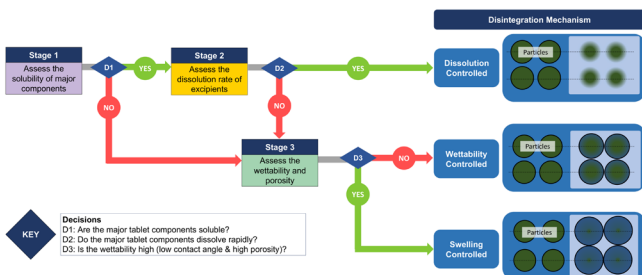 Disintegration Mechanism
Stage 1
Assess the
solubility of major
components
D1
YES
Stage 2
Assess the
dissolution rate of
excipients
D2
YES
Dissolution
Controlled
Particles
NO
NO
Stage 3
Assess the
wettability and
porosity
D3
NO
Wettability
Controlled
Particles
YES
Swelling
Controlled
Particles
KEY
Decisions
D1: Are the major tablet components soluble?
D2: Do the major tablet components dissolve rapidly?
D3: Is the wettability high (low contact angle & high porosity)?